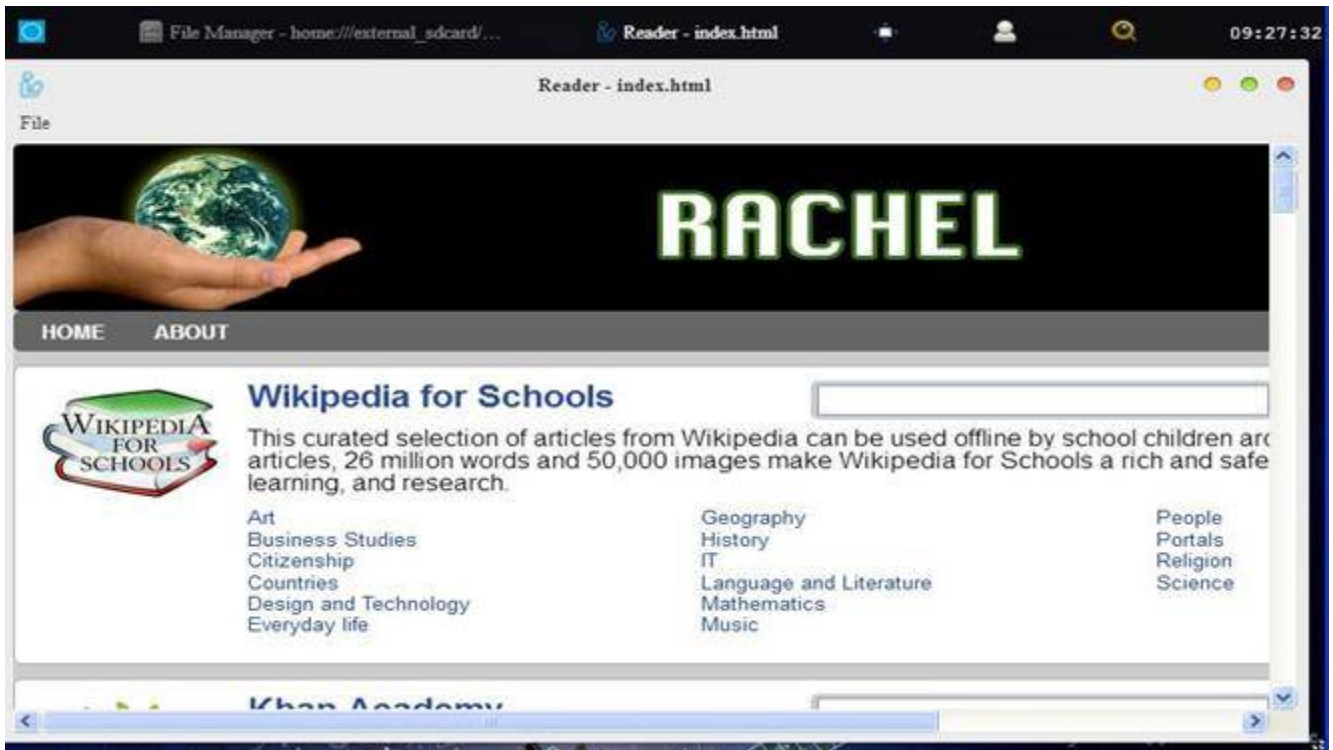 File Manager - home:///external_sdcard/...
Reader - index.html
09:27:32
Reader - index.html
File
RACHEL
HOME ABOUT
WIKIPEDIA
FOR
SCHOOLS
Wikipedia for Schools
This curated selection of articles from Wikipedia can be used offline by school children arc
articles, 26 million words and 50,000 images make Wikipedia for Schools a rich and safe
learning, and research.
Art
Business Studies
Citizenship
Countries
Design and Technology
Everyday life
Geography
History
IT
Language and Literature
Mathematics
Music
People
Portals
Religion
Science
Khan Academy